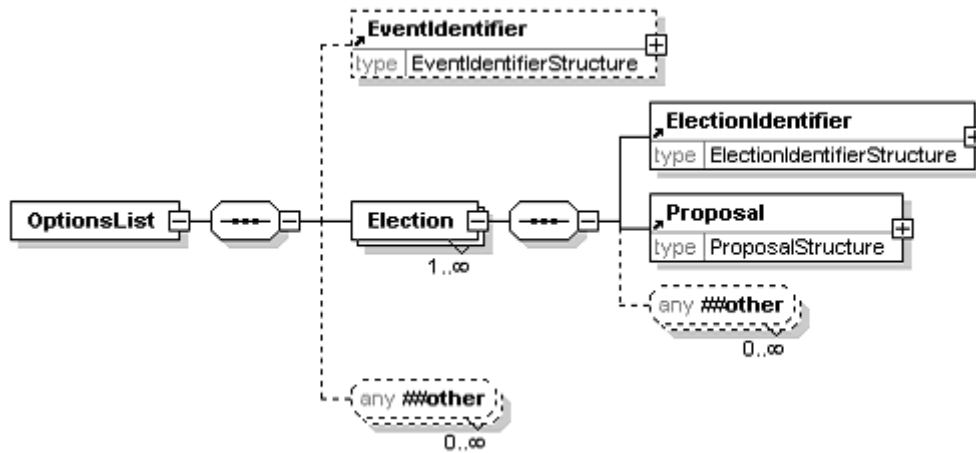 EventIdentifier
type EventIdentifierStructure
ElectionIdentifier
type ElectionIdentifierStructure
OptionsList
Election
1..∞
Proposal
type ProposalStructure
any ##other
0..∞
any ##other
0..∞